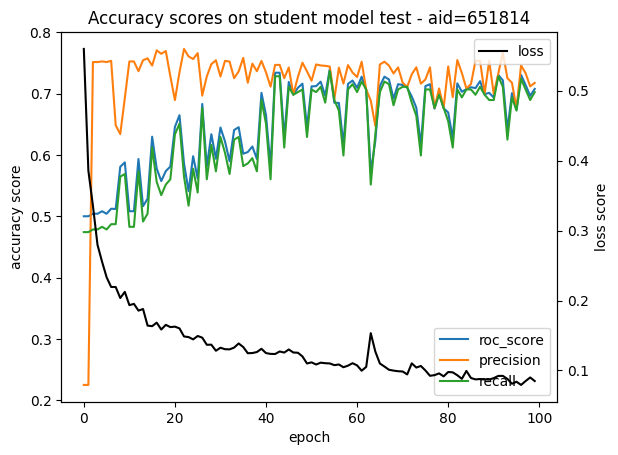 Accuracy scores on student model test - aid=651814
accuracy score
0.8
0.7
0.6
0.5
0.4
0.3
0.2
0
20
40
60
80
100
epoch
0.5
0.4
0.3
0.2
0.1
loss score
loss
roc_score
precision
recall